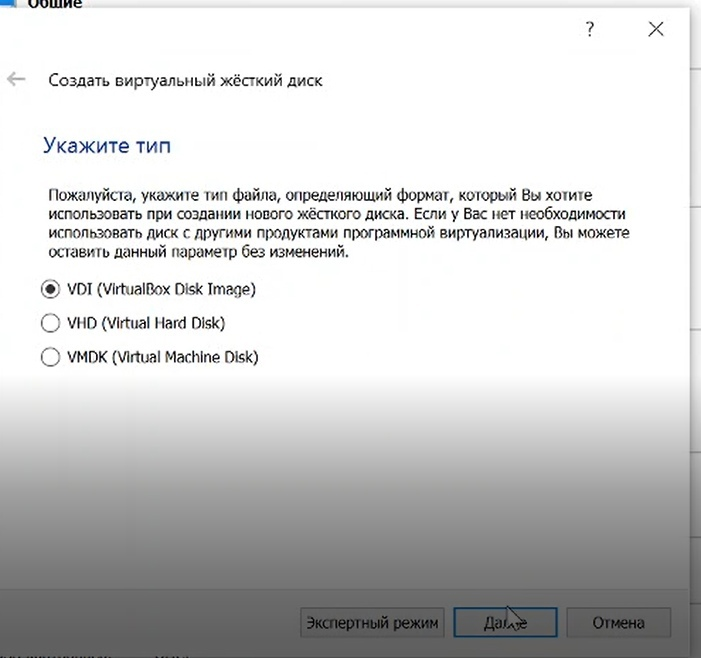 Общие
?
Создать виртуальный жёсткий диск
Укажите тип
Пожалуйста, укажите тип файла, определяющий формат, который Вы хотите
использовать при создании нового жёсткого диска. Если у Вас нет необходимости
использовать диск с другими продуктами программной виртуализации, Вы можете
оставить данный параметр без изменений.
VDI (VirtualBox Disk Image)
VHD (Virtual Hard Disk)
VMDK (Virtual Machine Disk)
Экспертный режим Далее Отмена